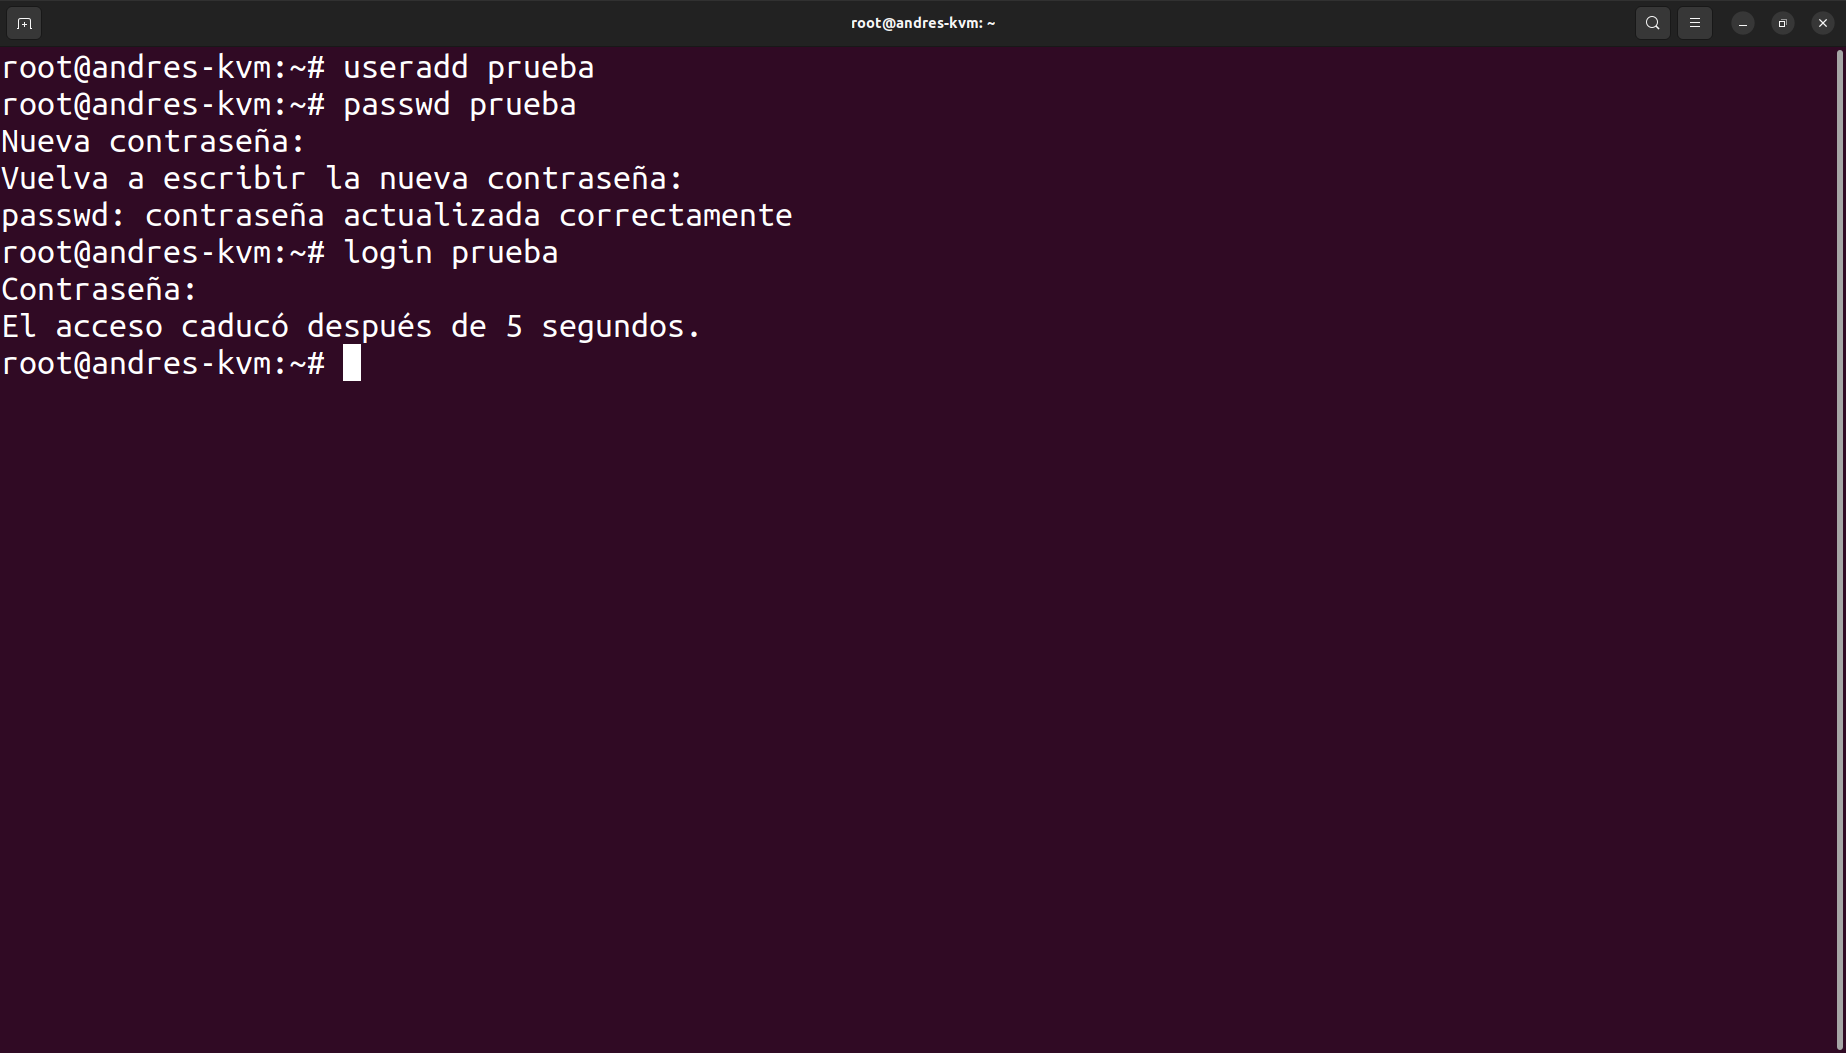 root@andres-kvm: ~
root@andres-kvm:~# useradd prueba
root@andres-kvm:~# passwd prueba
Nueva contraseña:
Vuelva a escribir la nueva contraseña:
passwd: contraseña actualizada correctamente
root@andres-kvm:~# login prueba
Contraseña:
El acceso caducó después de 5 segundos.
root@andres-kvm:~#